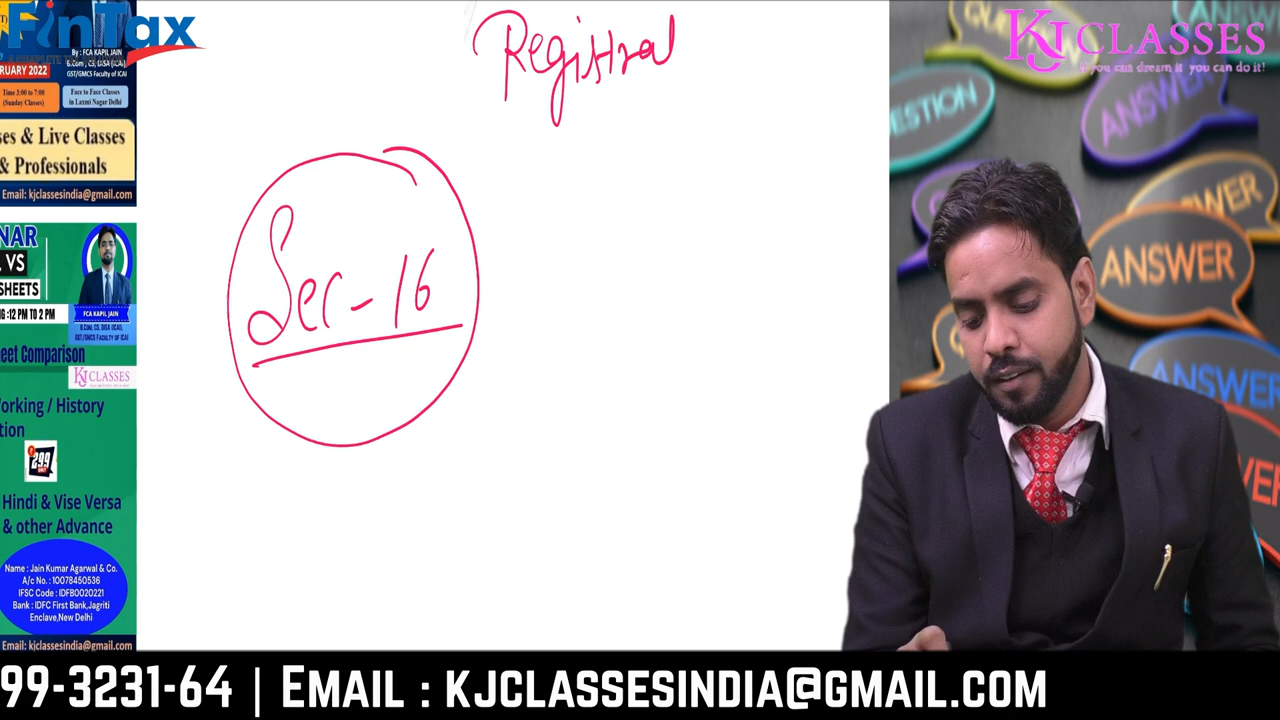 FinTax
By : FCA KAPIL JAIN
B.Com , CS, DISA (ICAI)
GST/GMCS Faculty of ICAI
RUARY 2022
Time 3:00 to 7:00
(Sunday Classes)
Face to Face Classes
in Laxmi Nagar Delhi
ses & Live Classes
& Professionals
Email: kjclassesindia@gmail.com
NAR
VS
SHEETS
G :12 PM TO 2 PM
FCA KAPIL JAIN
B.COM, CS, DISA (ICAI),
GST/GMCS FACULTY OF ICAI
eet Comparison
KJ CLASSES
orking / History
tion
299
Hindi & Vise Versa
& other Advance
Name : Jain Kumar Agarwal & Co.
A/c No. : 10078450536
IFSC Code : IDFB0020221
Bank : IDFC First Bank,Jagriti
Enclave,New Delhi
Email: kjclassesindia@gmail.com
Registrat
Sec-16
KJ CLASSES
if you can dream it you can do it!
QUESTION
ANSWER
ESTION
ANSWER
ANSWER
ANSWER
ANSWER
99-3231-64 | EMAIL : KJCLASSESINDIA@GMAIL.COM